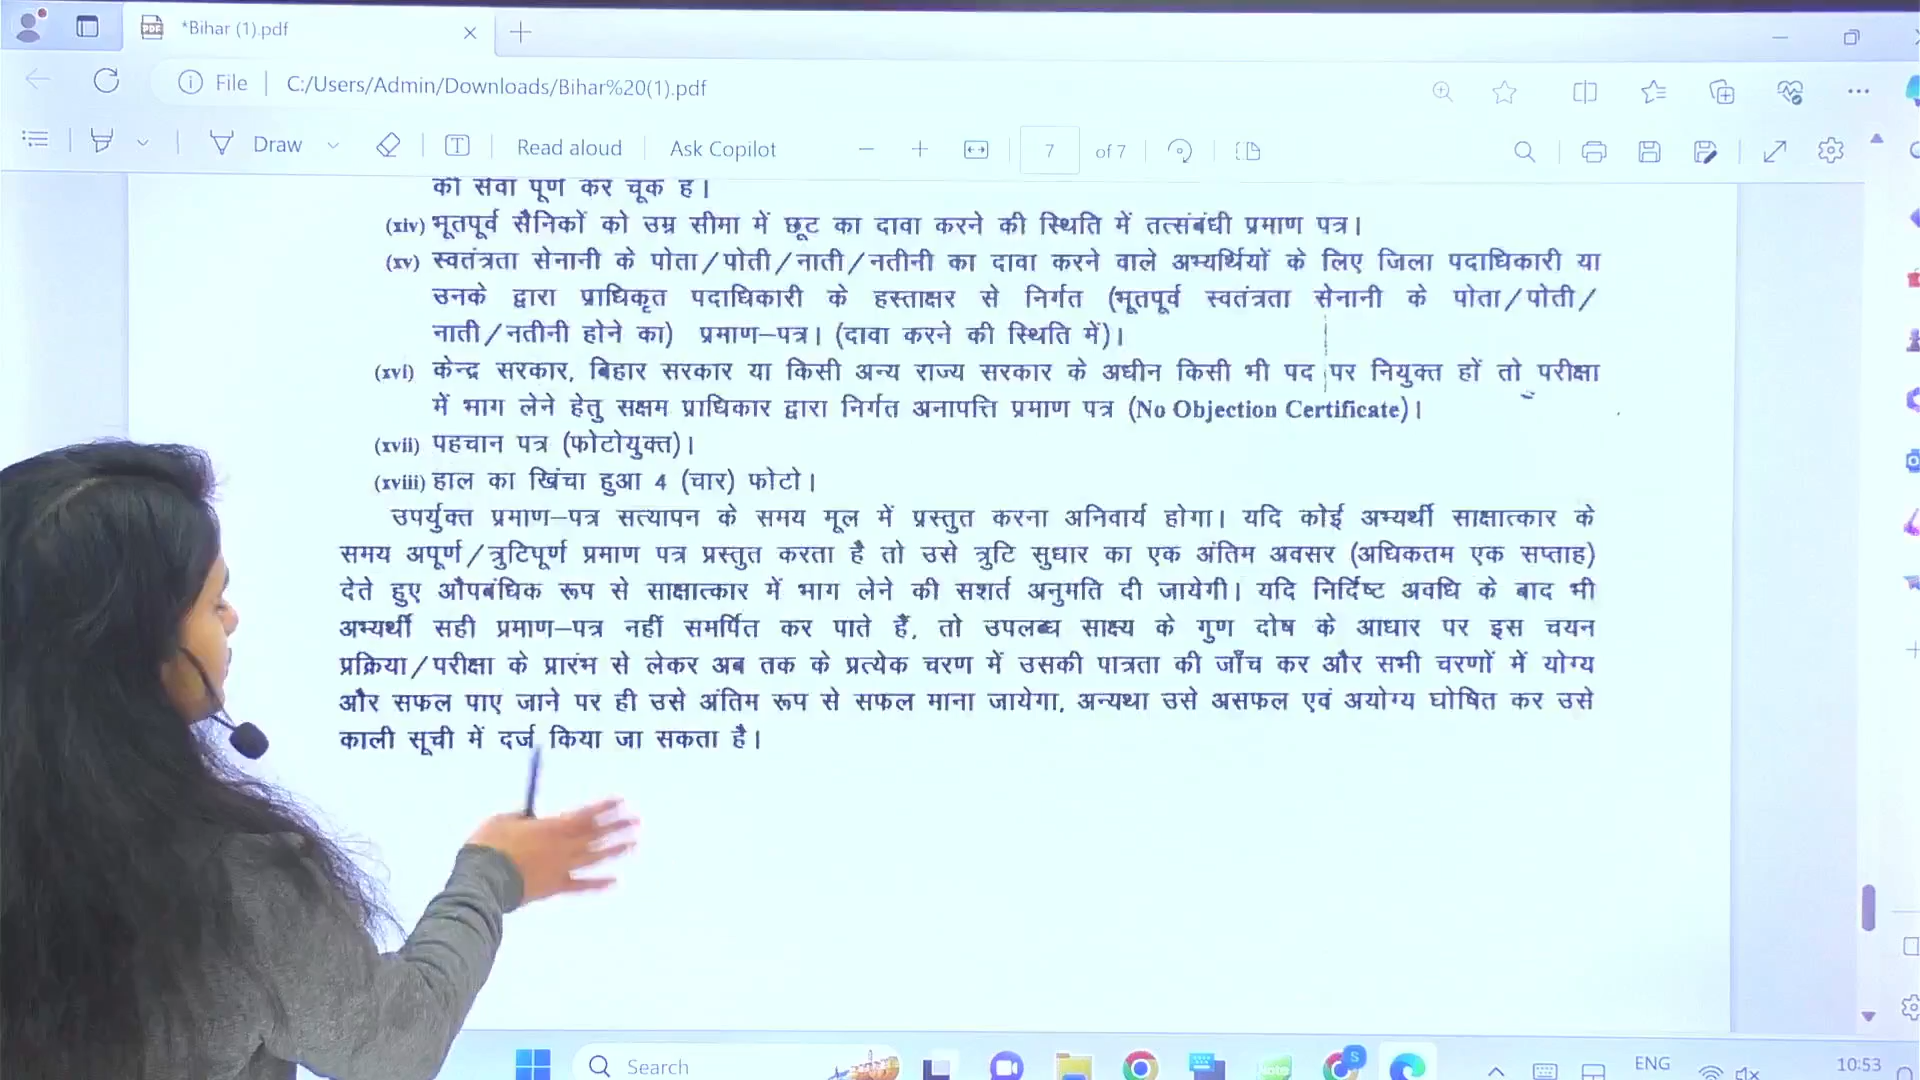 *Bihar (1).pdf
File
C:/Users/Admin/Downloads/Bihar%20(1).pdf
Draw
Read aloud
Ask Copilot
7
of 7
की सेवा पूर्ण कर चूके हैं।
(xiv) भूतपूर्व सैनिकों को उम्र सीमा में छूट का दावा करने की स्थिति में तत्संबंधी प्रमाण पत्र।
(xv) स्वतंत्रता सेनानी के पोता/पोती/नाती/नतीनी का दावा करने वाले अभ्यर्थियों के लिए जिला पदाधिकारी या
उनके द्वारा प्राधिकृत पदाधिकारी के हस्ताक्षर से निर्गत (भूतपूर्व स्वतंत्रता सेनानी के पोता/पोती/
नाती/नतीनी होने का) प्रमाण–पत्र। (दावा करने की स्थिति में)।
(xvi) केन्द्र सरकार, बिहार सरकार या किसी अन्य राज्य सरकार के अधीन किसी भी पद पर नियुक्त हों तो परीक्षा
में भाग लेने हेतु सक्षम प्राधिकार द्वारा निर्गत अनापत्ति प्रमाण पत्र (No Objection Certificate)।
(xvii) पहचान पत्र (फोटोयुक्त)।
(xviii) हाल का खिंचा हुआ 4 (चार) फोटो।
उपर्युक्त प्रमाण–पत्र सत्यापन के समय मूल में प्रस्तुत करना अनिवार्य होगा। यदि कोई अभ्यर्थी साक्षात्कार के
समय अपूर्ण/त्रुटिपूर्ण प्रमाण पत्र प्रस्तुत करता है तो उसे त्रुटि सुधार का एक अंतिम अवसर (अधिकतम एक सप्ताह)
देते हुए औपबंधिक रूप से साक्षात्कार में भाग लेने की सशर्त अनुमति दी जायेगी। यदि निर्दिष्ट अवधि के बाद भी
अभ्यर्थी सही प्रमाण–पत्र नहीं समर्पित कर पाते हैं, तो उपलब्ध साक्ष्य के गुण दोष के आधार पर इस चयन
प्रक्रिया/परीक्षा के प्रारंभ से लेकर अब तक के प्रत्येक चरण में उसकी पात्रता की जाँच कर और सभी चरणों में योग्य
और सफल पाए जाने पर ही उसे अंतिम रूप से सफल माना जायेगा, अन्यथा उसे असफल एवं अयोग्य घोषित कर उसे
काली सूची में दर्ज किया जा सकता है।
Search
ENG
10:53